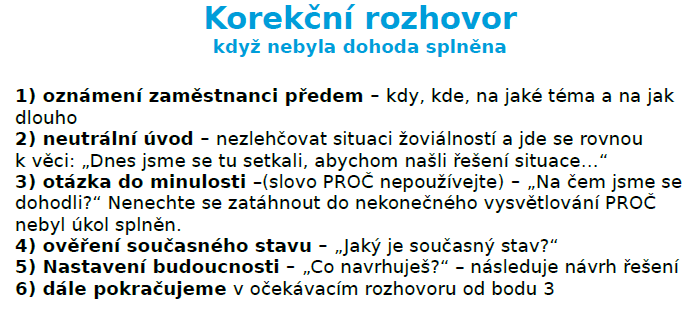 Korekční rozhovor
když nebyla dohoda splněna
1) oznámení zaměstnanci předem – kdy, kde, na jaké téma a na jak
dlouho
2) neutrální úvod – nezlehčovat situaci žoviálností a jde se rovnou
k věci: „Dnes jsme se tu setkali, abychom našli řešení situace…“
3) otázka do minulosti –(slovo PROČ nepoužívejte) – „Na čem jsme se
dohodli?“ Nenechte se zatáhnout do nekonečného vysvětlování PROČ
nebyl úkol splněn.
4) ověření současného stavu – „Jaký je současný stav?“
5) Nastavení budoucnosti – „Co navrhuješ?“ – následuje návrh řešení
6) dále pokračujeme v očekávacím rozhovoru od bodu 3